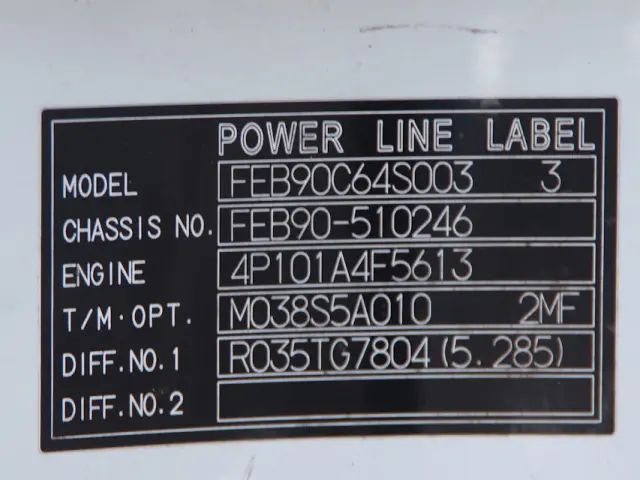 POWER LINE LABEL
MODEL FEB90C64S003 3
CHASSIS NO. FEB90-510246
ENGINE 4P101A4F5613
T/M·OPT. M038S5A010 2MF
DIFF.NO.1 R035TG7804(5.285)
DIFF.NO.2